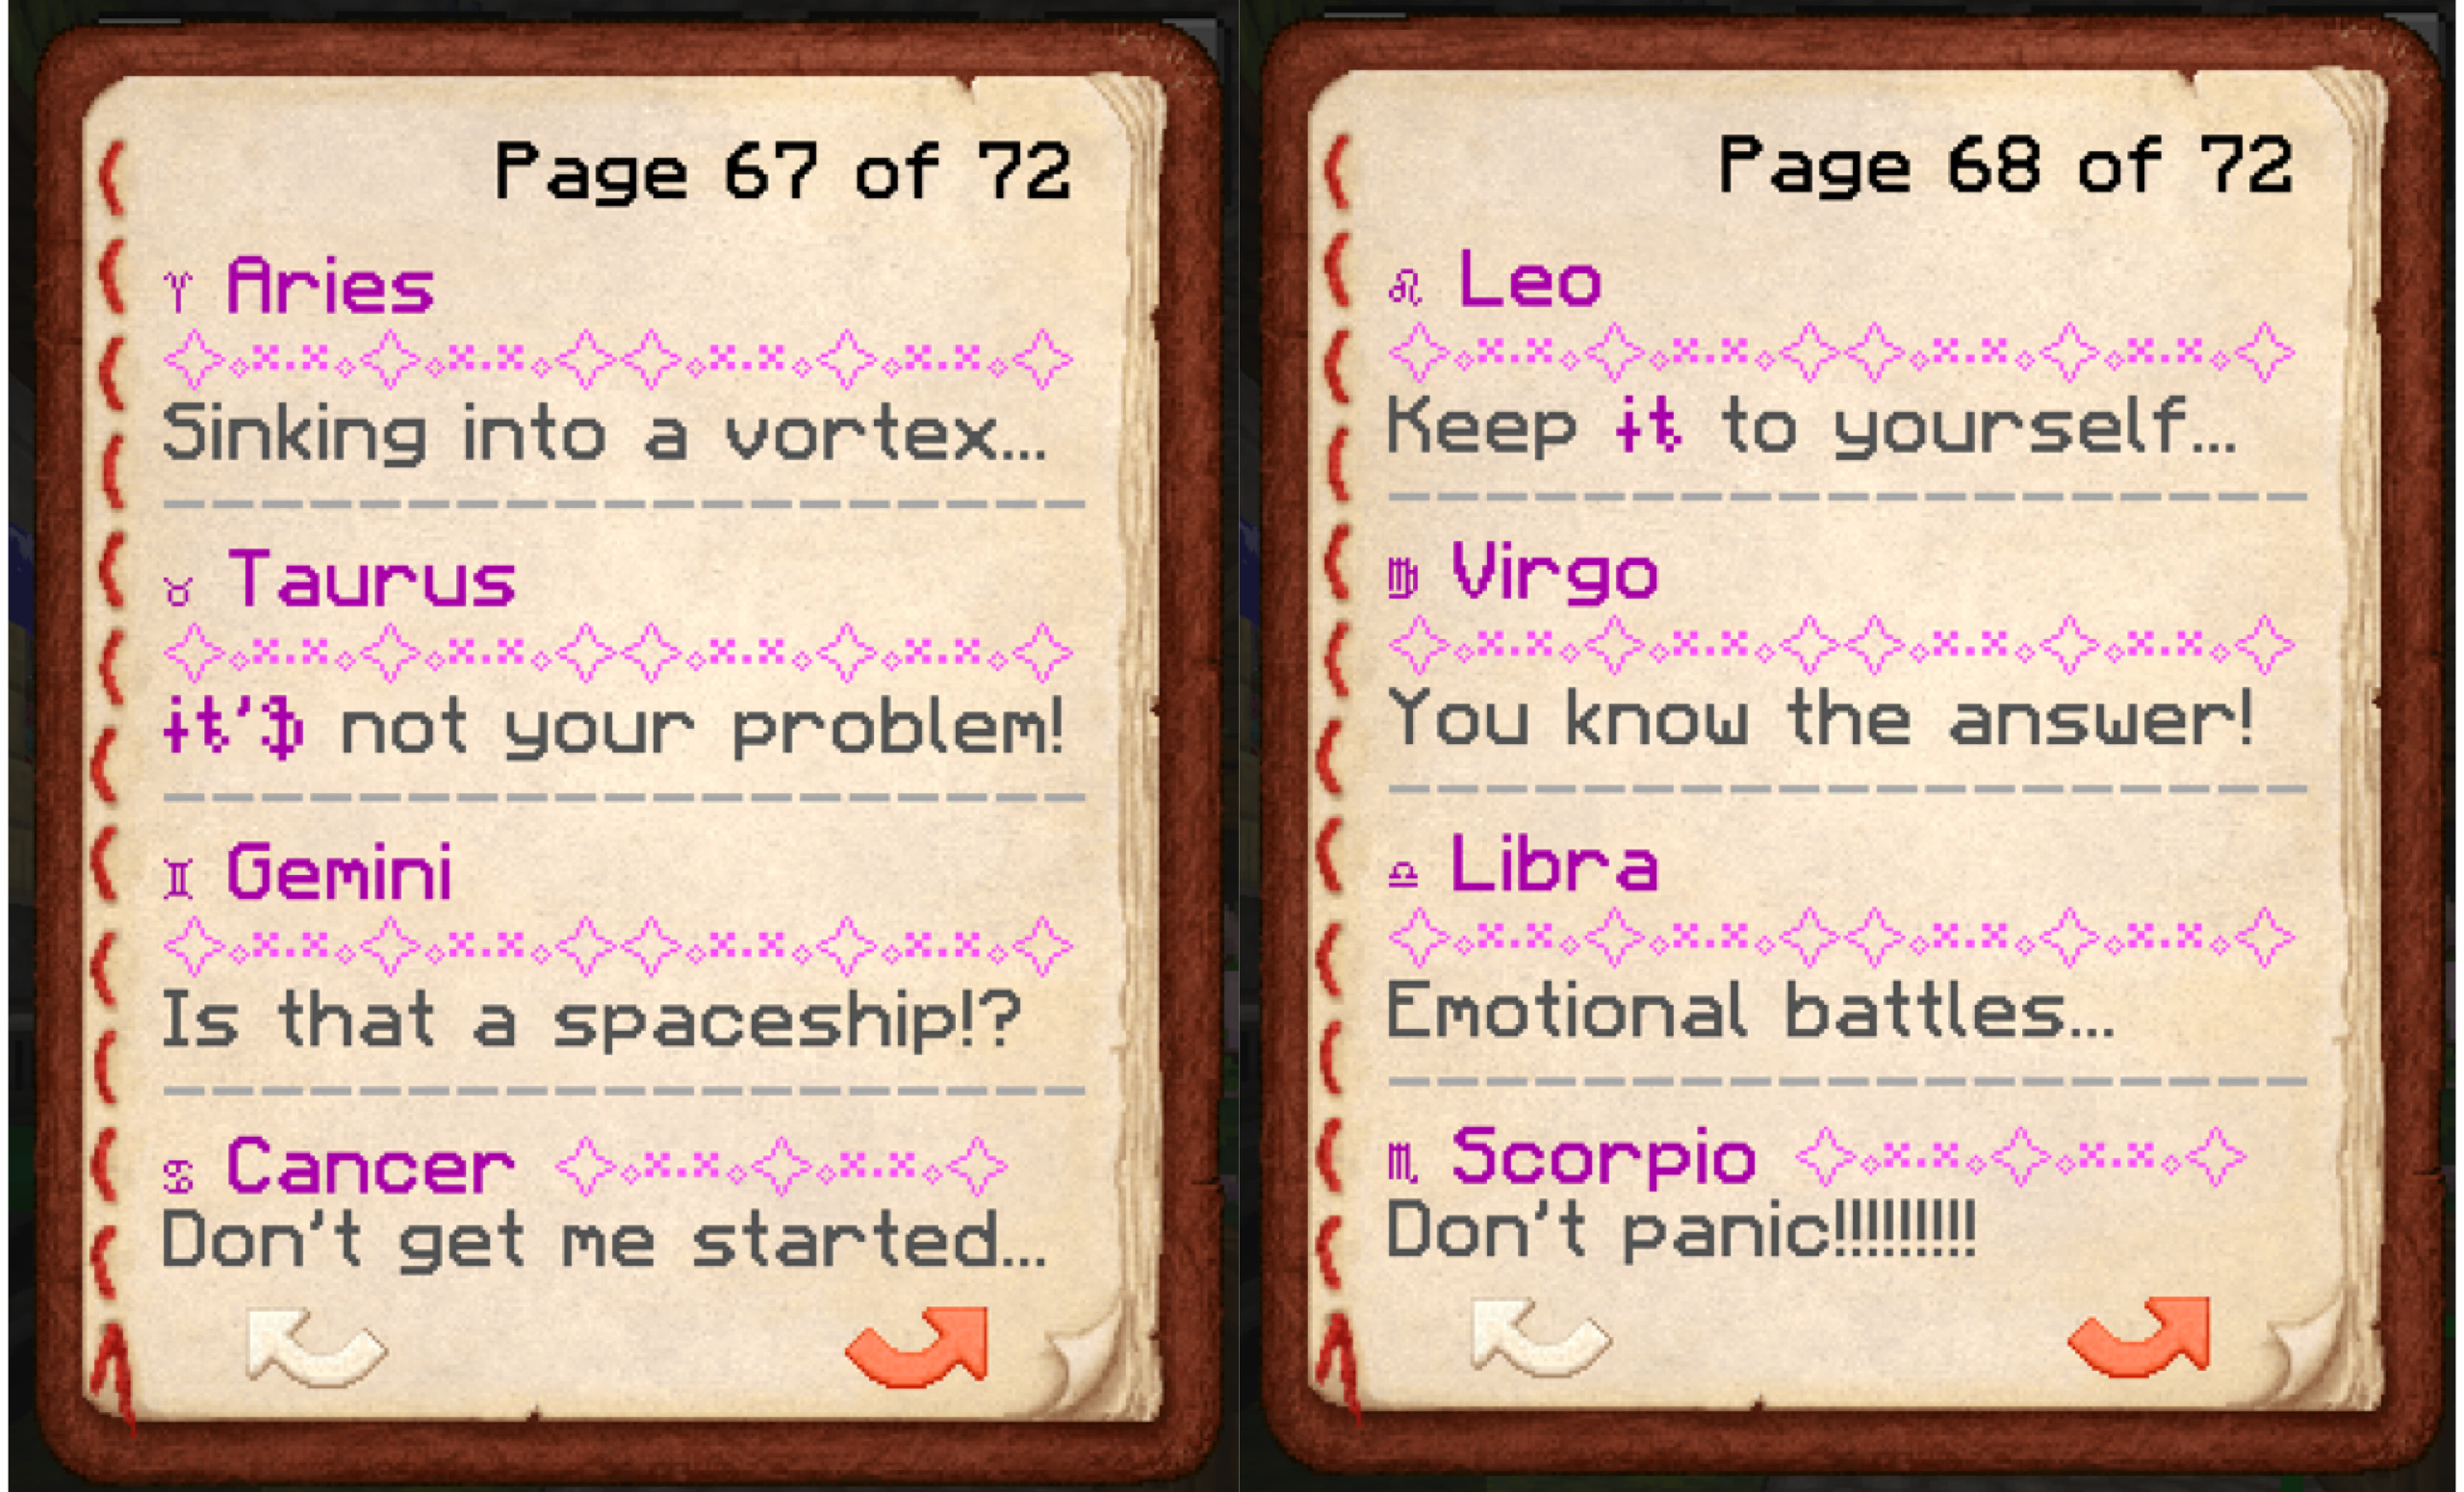 Page 67 of 72
♈ Aries
Sinking into a vortex...
♉ Taurus
it's not your problem!
♊ Gemini
Is that a spaceship!?
♋ Cancer
Don't get me started...
Page 68 of 72
♌ Leo
Keep it to yourself...
♍ Virgo
You know the answer!
♎ Libra
Emotional battles...
♏ Scorpio
Don't panic!!!!!!!!!